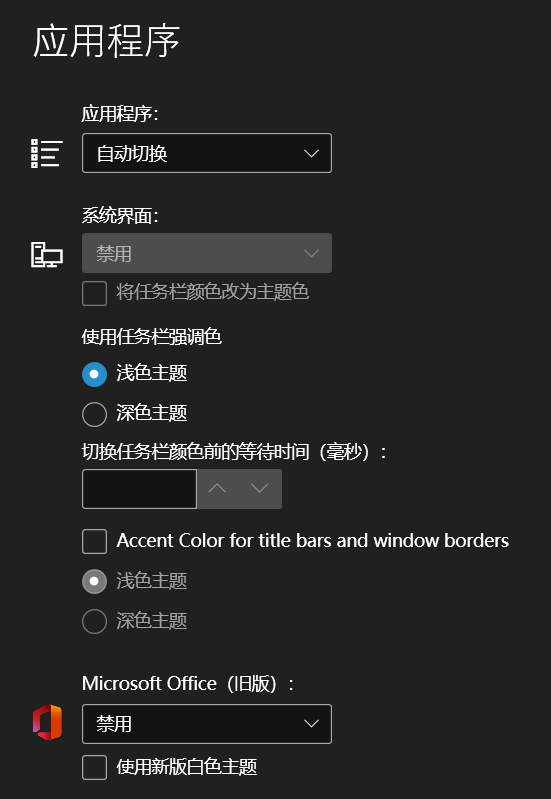 应用程序
应用程序:
自动切换
系统界面:
禁用
将任务栏颜色改为主题色
使用任务栏强调色
浅色主题
深色主题
切换任务栏颜色前的等待时间（毫秒）:
Accent Color for title bars and window borders
浅色主题
深色主题
Microsoft Office（旧版）:
禁用
使用新版白色主题